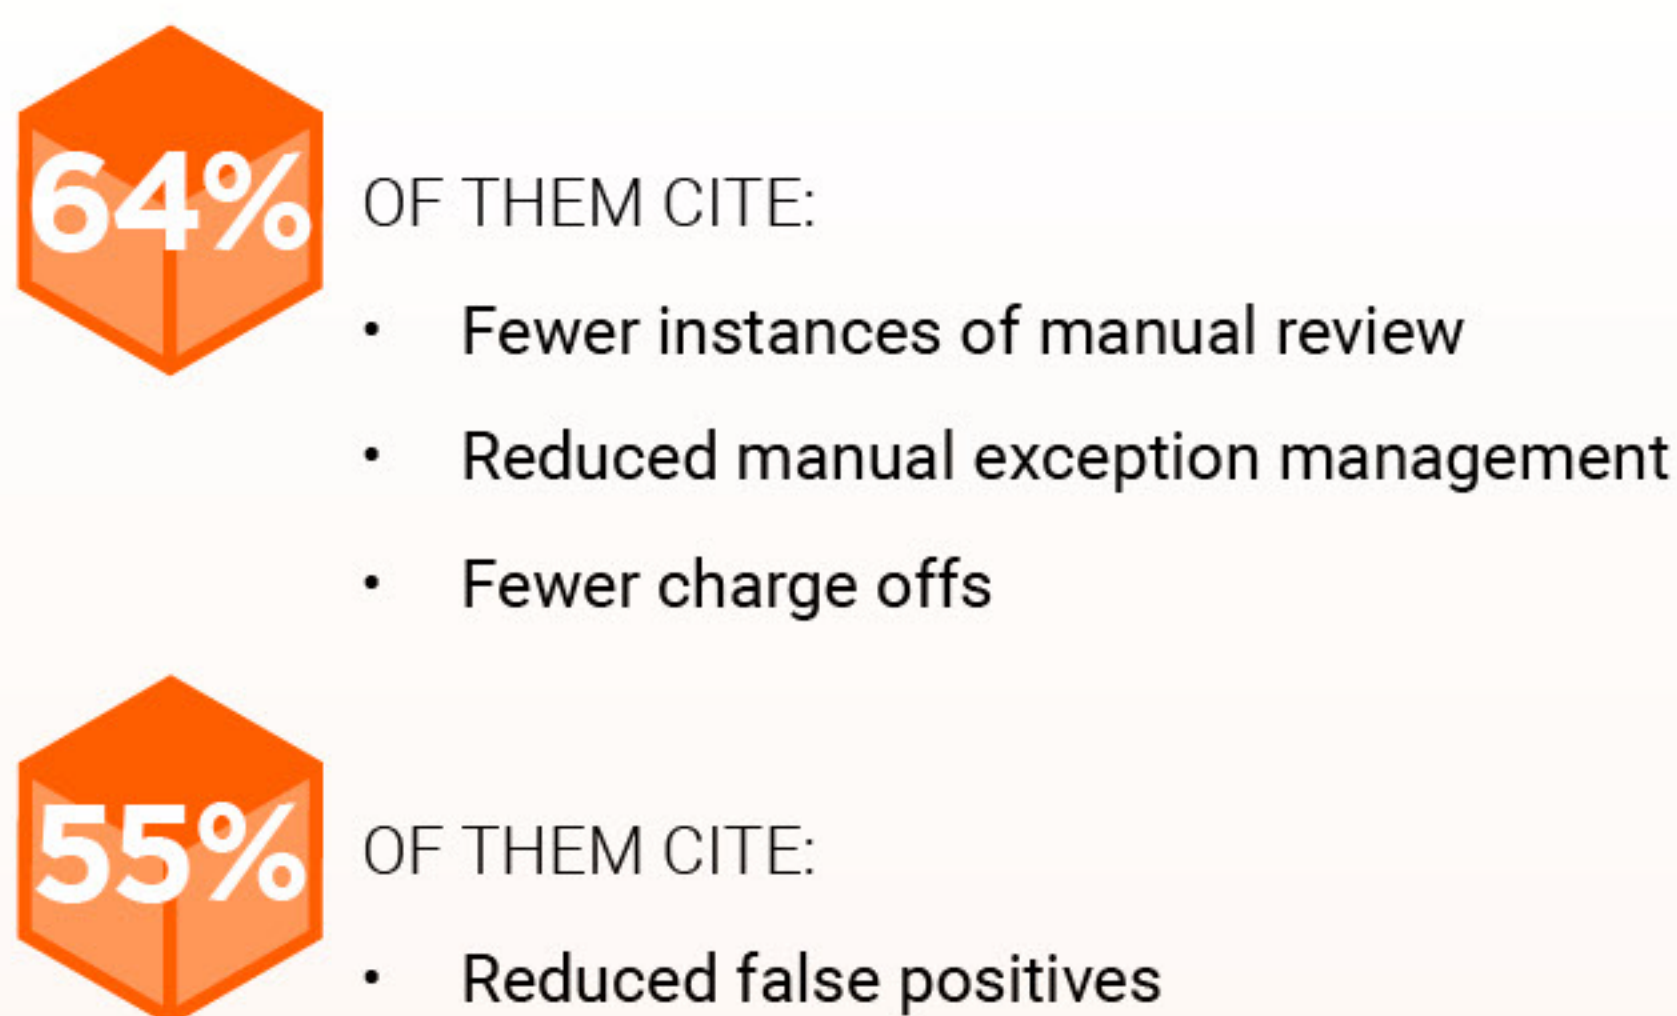 64%
OF THEM CITE:
• Fewer instances of manual review
• Reduced manual exception management
• Fewer charge offs
55%
OF THEM CITE:
• Reduced false positives